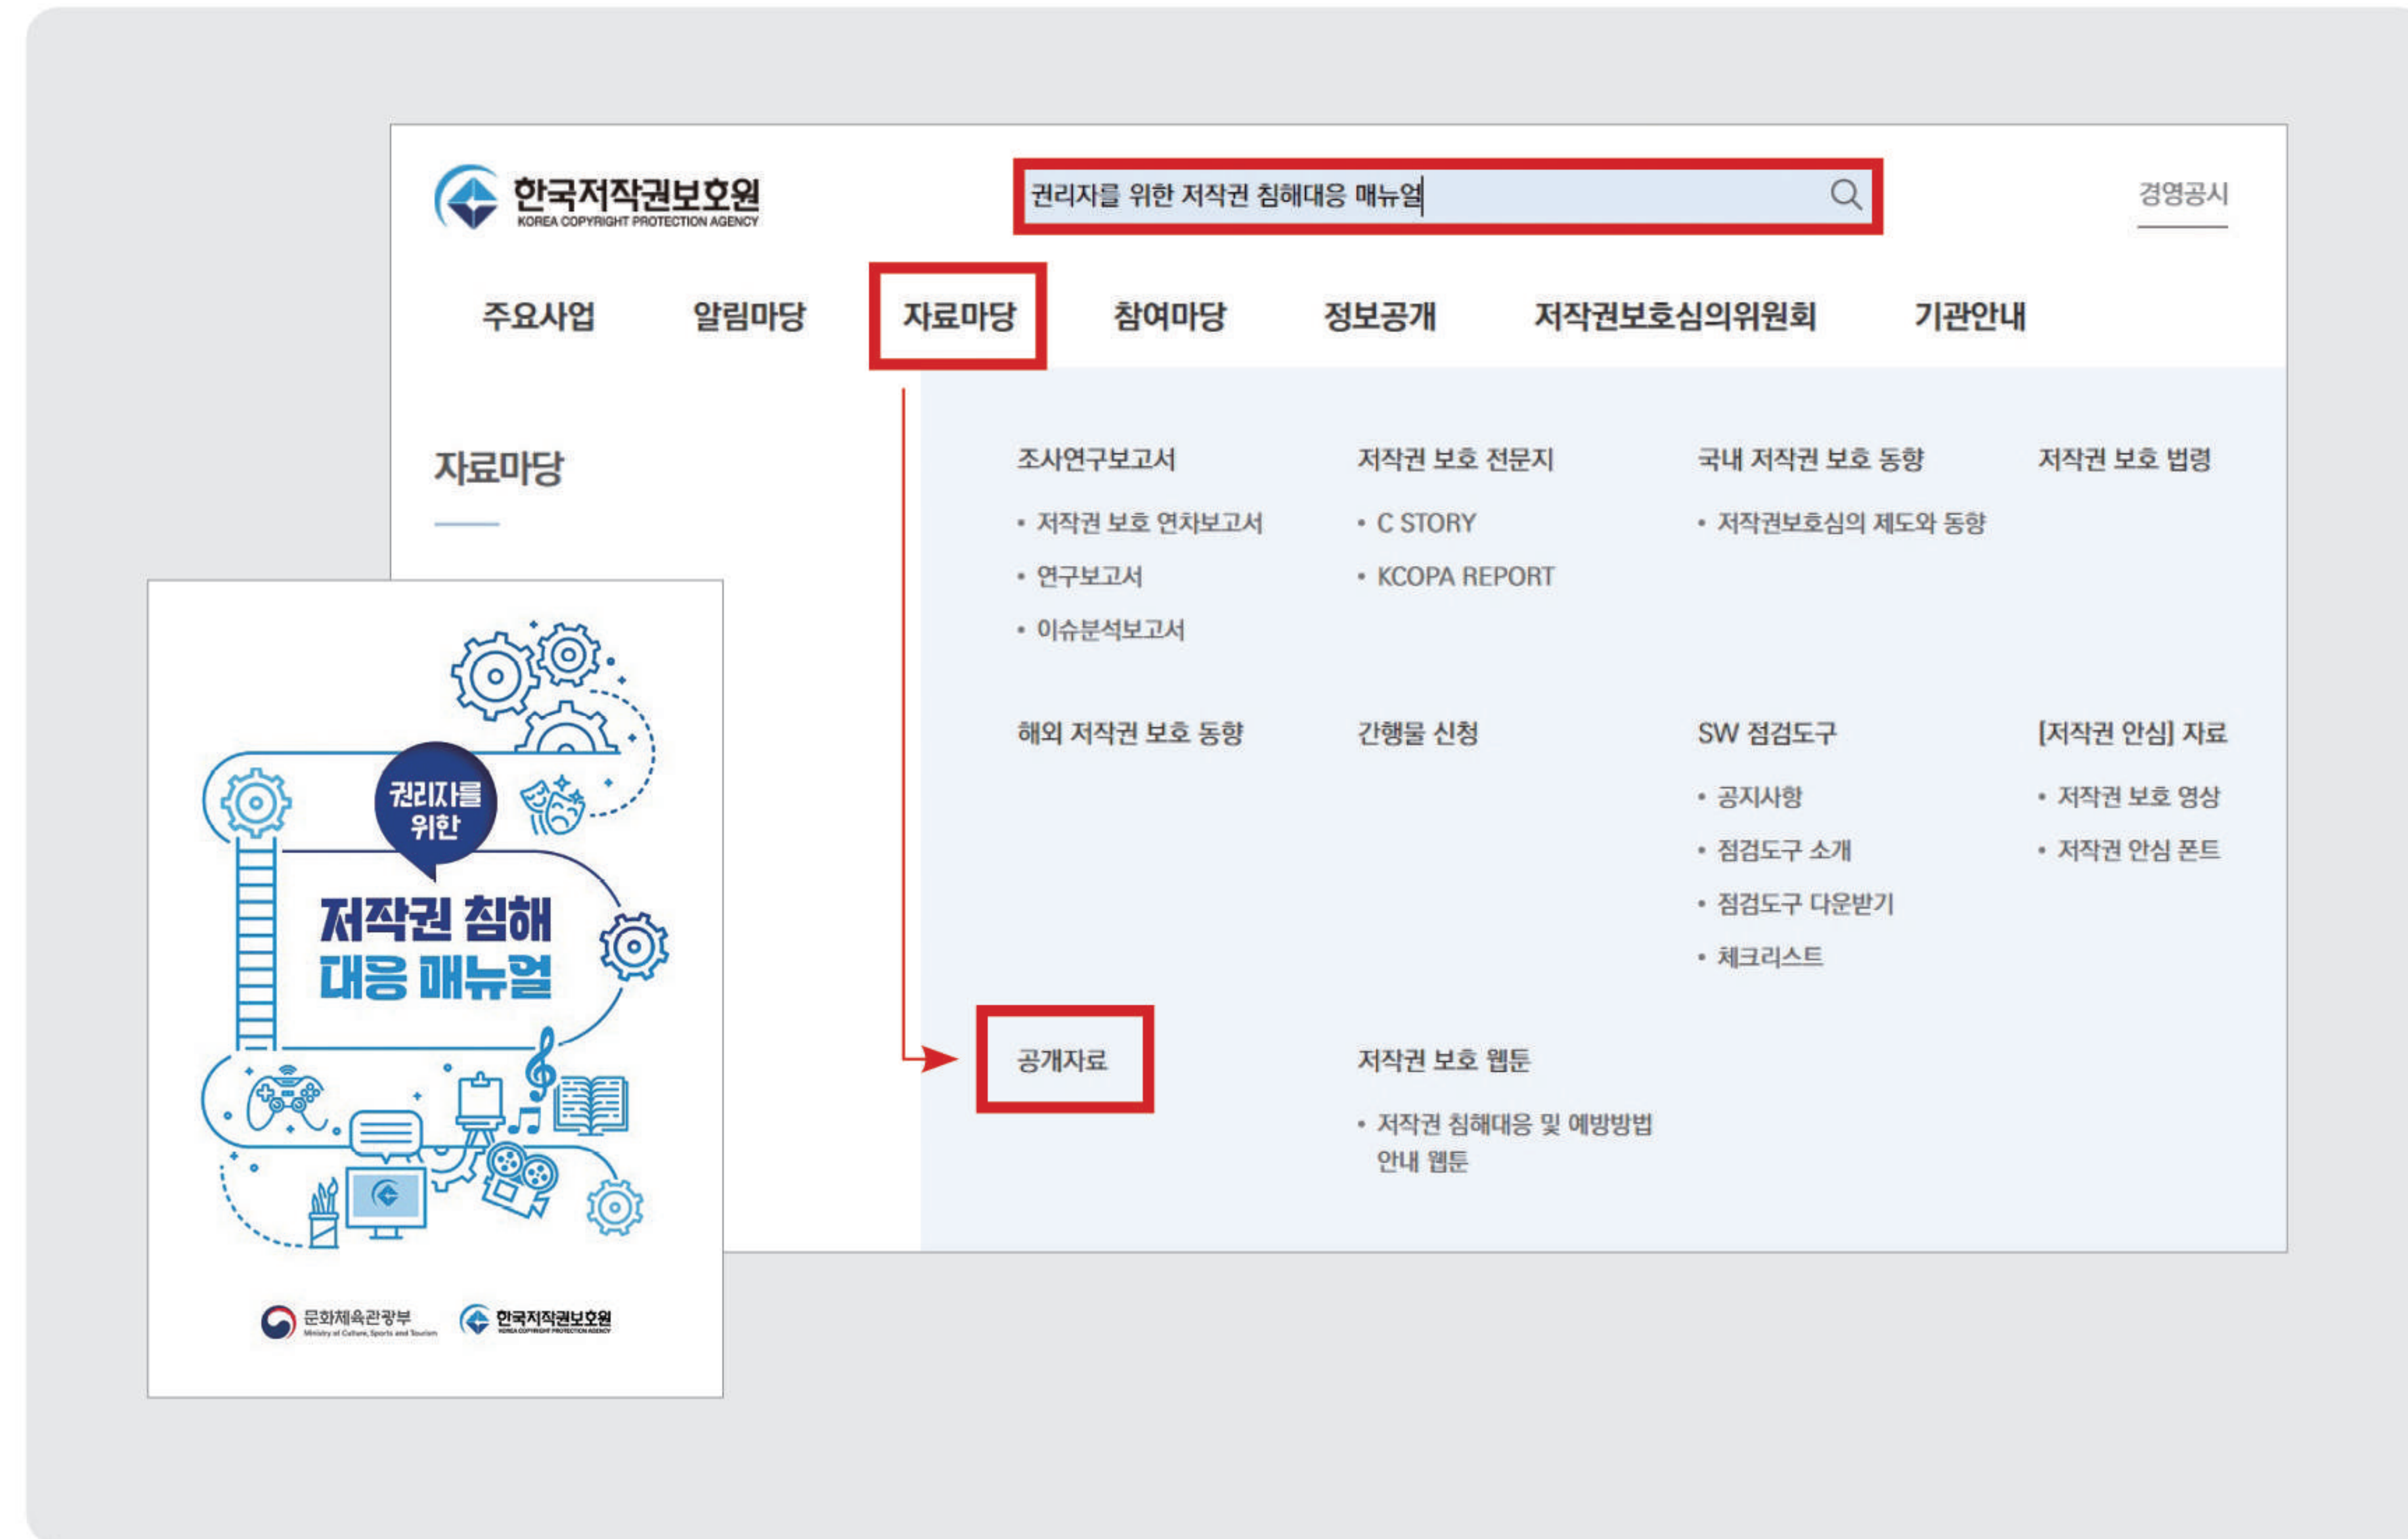 한국저작권보호원
KOREA COPYRIGHT PROTECTION AGENCY
권리자를 위한 저작권 침해대응 매뉴얼
경영공시
주요사업 알림마당 자료마당 참여마당 정보공개 저작권보호심의위원회 기관안내
자료마당
조사연구보고서
• 저작권 보호 연차보고서
• 연구보고서
• 이슈분석보고서
저작권 보호 전문지
• C STORY
• KCOPA REPORT
국내 저작권 보호 동향
• 저작권보호심의 제도와 동향
저작권 보호 법령
해외 저작권 보호 동향
간행물 신청
SW 점검도구
• 공지사항
• 점검도구 소개
• 점검도구 다운받기
• 체크리스트
[저작권 안심] 자료
• 저작권 보호 영상
• 저작권 안심 폰트
공개자료
저작권 보호 웹툰
• 저작권 침해대응 및 예방방법
안내 웹툰
권리자를
위한
저작권 침해
대응 매뉴얼
문화체육관광부
Ministry of Culture, Sports and Tourism
한국저작권보호원
KOREA COPYRIGHT PROTECTION AGENCY